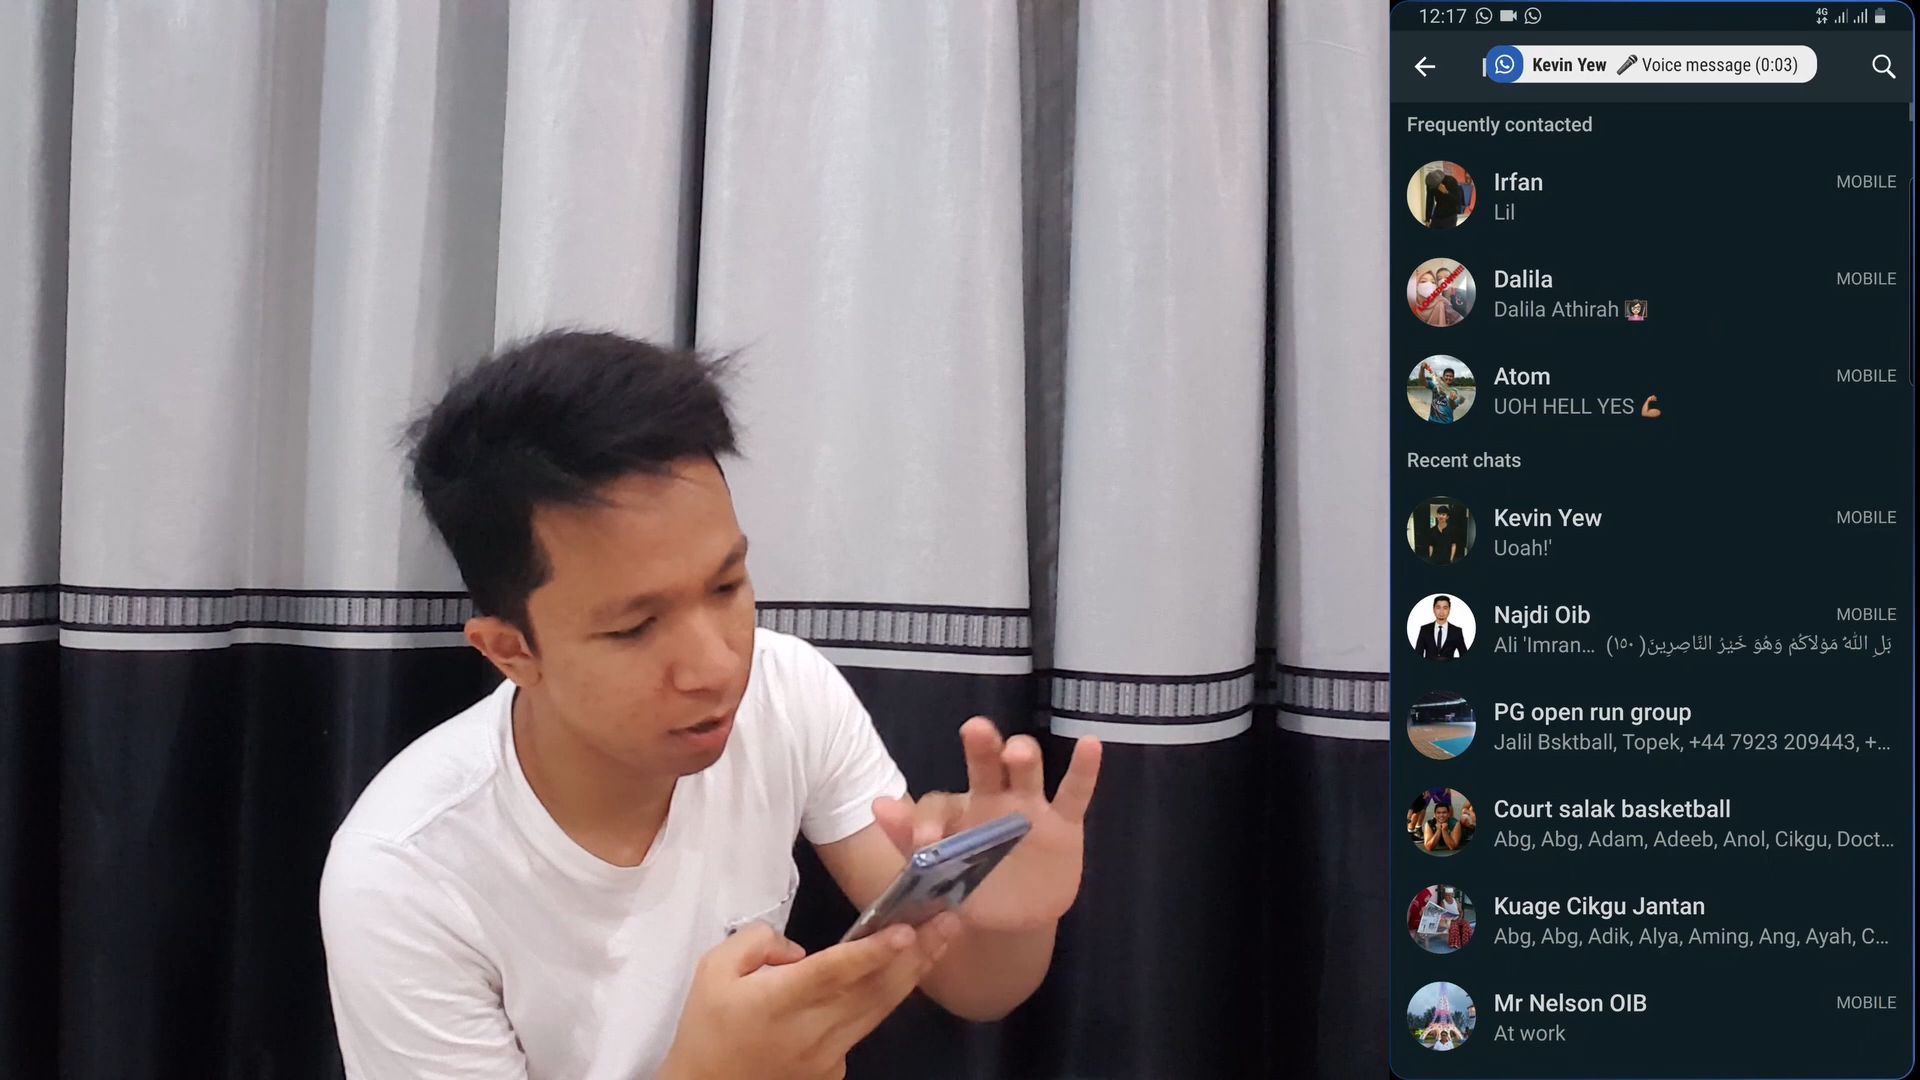 12:17
4G
Kevin Yew 🎤 Voice message (0:03)
Frequently contacted
Irfan
MOBILE
Lil
Dalila
MOBILE
Dalila Athirah 👩🏻‍🏫
Atom
MOBILE
UOH HELL YES 💪🏽
Recent chats
Kevin Yew
MOBILE
Uoah!'
Najdi Oib
MOBILE
Ali 'Imran... بَلِ اللَّهُ مَوْلَاكُمْ وَهُوَ خَيْرُ النَّاصِرِينَ( ١٥٠)
PG open run group
Jalil Bsktball, Topek, +44 7923 209443, +...
Court salak basketball
Abg, Abg, Adam, Adeeb, Anol, Cikgu, Doct...
Kuage Cikgu Jantan
Abg, Abg, Adik, Alya, Aming, Ang, Ayah, C...
Mr Nelson OIB
MOBILE
At work